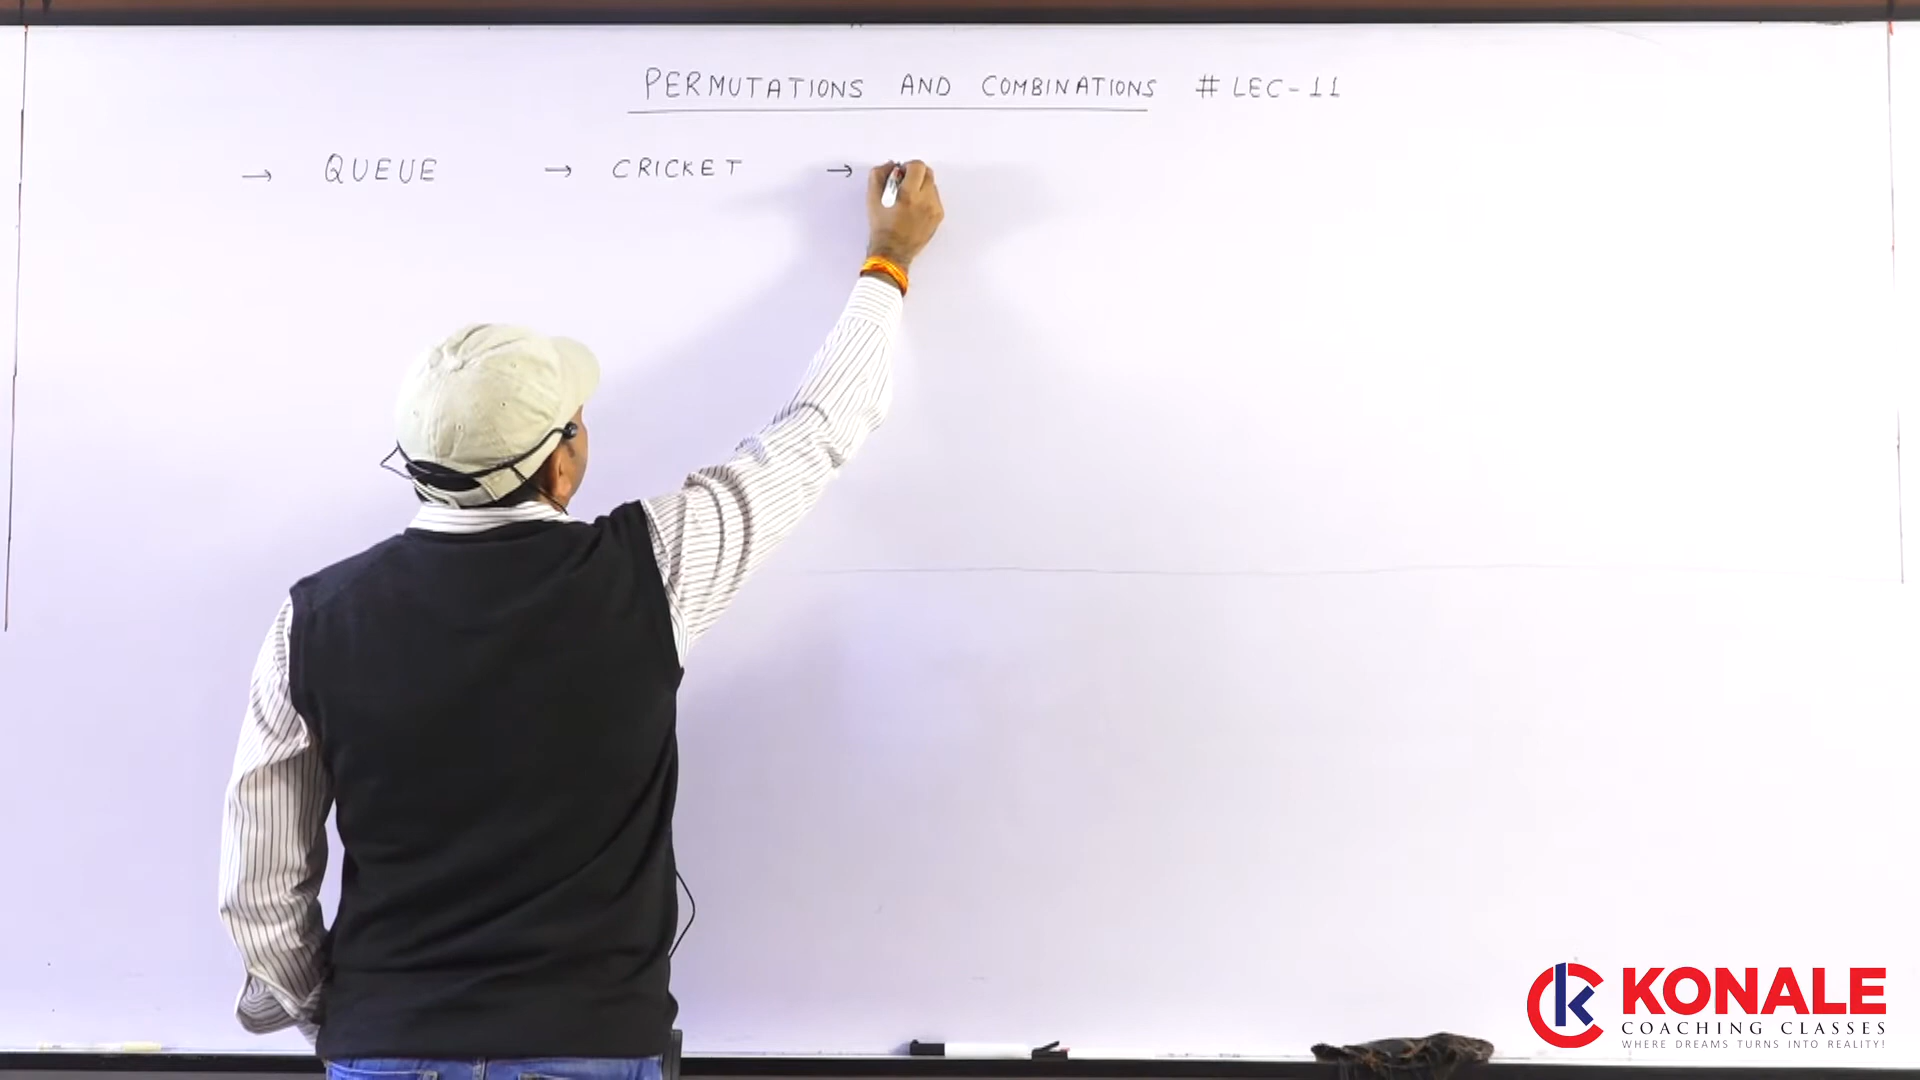 PERMUTATIONS AND COMBINATIONS # LEC-11
→ QUEUE → CRICKET →
KONALE
COACHING CLASSES
WHERE DREAMS TURNS INTO REALITY!